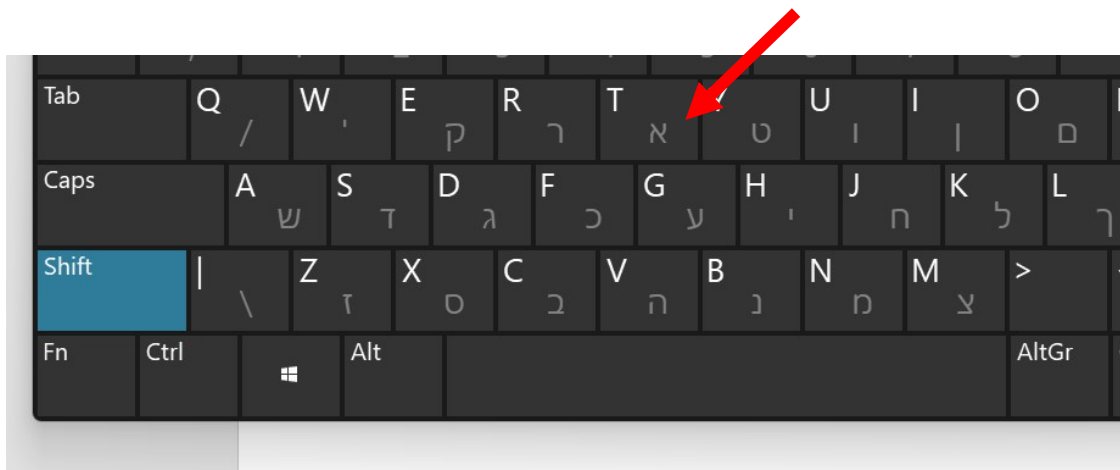 Tab Q / W ' E ק R ר T א Y ט U ו I ן O ם
Caps A ש S ד D ג F כ G ע H י J ח K ל L ך
Shift | \ Z ז X ס C ב V ה B נ N מ M צ >
Fn Ctrl Alt AltGr